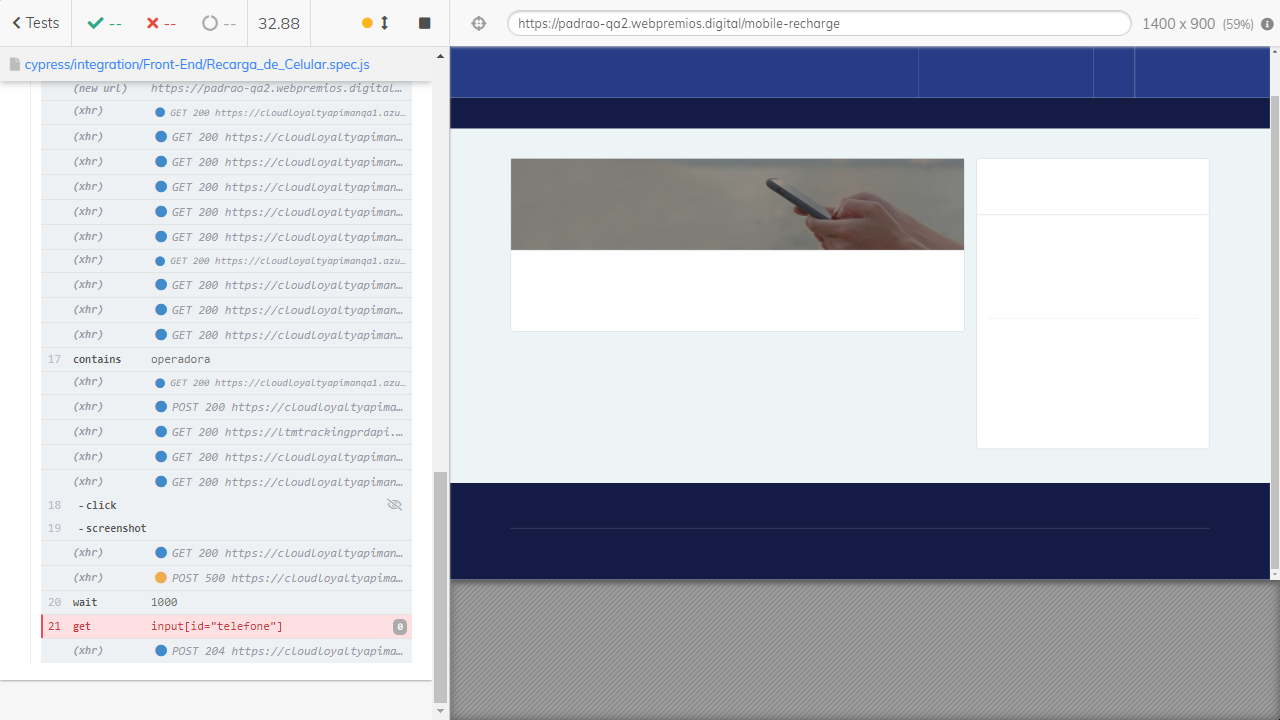 Tests -- -- -- 32.88
https://padrao-qa2.webpremios.digital/mobile-recharge 1400 x 900 (59%)
cypress/integration/Front-End/Recarga_de_Celular.spec.js
(new url) https://padrao-qa2.webpremios.digital…
(xhr) GET 200 https://cloudloyaltyapimanqa1.azu…
(xhr) GET 200 https://cloudloyaltyapiman…
(xhr) GET 200 https://cloudloyaltyapiman…
(xhr) GET 200 https://cloudloyaltyapiman…
(xhr) GET 200 https://cloudloyaltyapiman…
(xhr) GET 200 https://cloudloyaltyapiman…
(xhr) GET 200 https://cloudloyaltyapimanqa1.azu…
(xhr) GET 200 https://cloudloyaltyapiman…
(xhr) GET 200 https://cloudloyaltyapiman…
(xhr) GET 200 https://cloudloyaltyapiman…
17 contains operadora
(xhr) GET 200 https://cloudloyaltyapimanqa1.azu…
(xhr) POST 200 https://cloudloyaltyapima…
(xhr) GET 200 https://ltmtrackingprdapi.…
(xhr) GET 200 https://cloudloyaltyapiman…
(xhr) GET 200 https://cloudloyaltyapiman…
18 -click
19 -screenshot
(xhr) GET 200 https://cloudloyaltyapiman…
(xhr) POST 500 https://cloudloyaltyapima…
20 wait 1000
21 get input[id="telefone"] 0
(xhr) POST 204 https://cloudloyaltyapima…